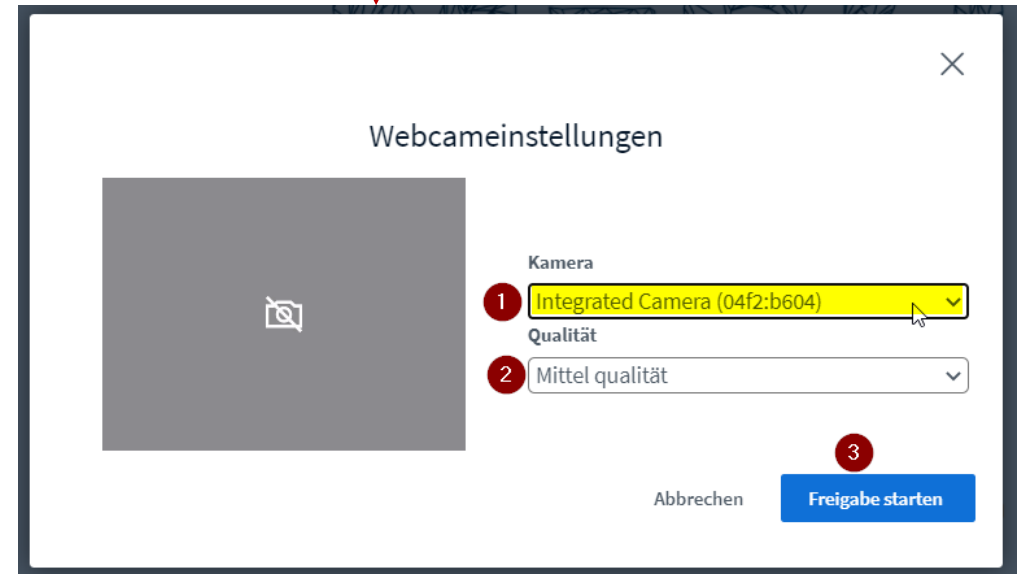 Webcameinstellungen
Kamera
1 Integrated Camera (04f2:b604)
Qualität
2 Mittel qualität
3
Abbrechen Freigabe starten